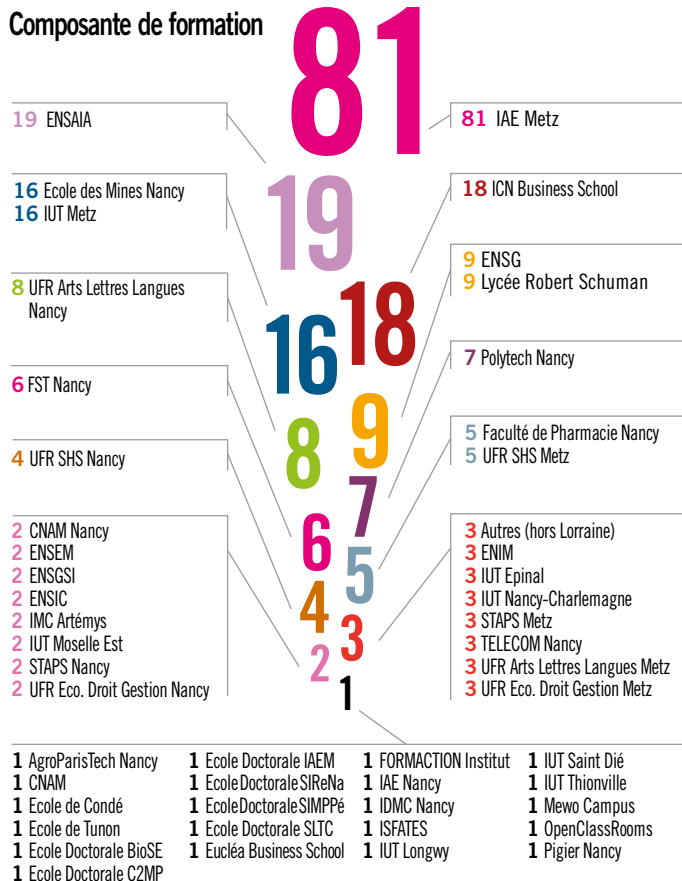 Composante de formation
81
19 ENSAIA
81 IAE Metz
19
16 Ecole des Mines Nancy
16 IUT Metz
18 ICN Business School
18
16
8 UFR Arts Lettres Langues
Nancy
9 ENSG
9 Lycée Robert Schuman
6 FST Nancy
7 Polytech Nancy
9
8
4 UFR SHS Nancy
5 Faculté de Pharmacie Nancy
5 UFR SHS Metz
7
6
5
4
3
2
1
2 CNAM Nancy
2 ENSEM
2 ENSGSI
2 ENSIC
2 IMC Artémys
2 IUT Moselle Est
2 STAPS Nancy
2 UFR Eco. Droit Gestion Nancy
3 Autres (hors Lorraine)
3 ENIM
3 IUT Epinal
3 IUT Nancy-Charlemagne
3 STAPS Metz
3 TELECOM Nancy
3 UFR Arts Lettres Langues Metz
3 UFR Eco. Droit Gestion Metz
1 AgroParisTech Nancy
1 CNAM
1 Ecole de Condé
1 Ecole de Tunon
1 Ecole Doctorale BioSE
1 Ecole Doctorale C2MP
1 Ecole Doctorale IAEM
1 Ecole Doctorale SIReNa
1 Ecole Doctorale SIMPPé
1 Ecole Doctorale SLTC
1 Eucléa Business School
1 FORMACTION Institut
1 IAE Nancy
1 IDMC Nancy
1 ISFATES
1 IUT Longwy
1 IUT Saint Dié
1 IUT Thionville
1 Mewo Campus
1 OpenClassRooms
1 Pigier Nancy